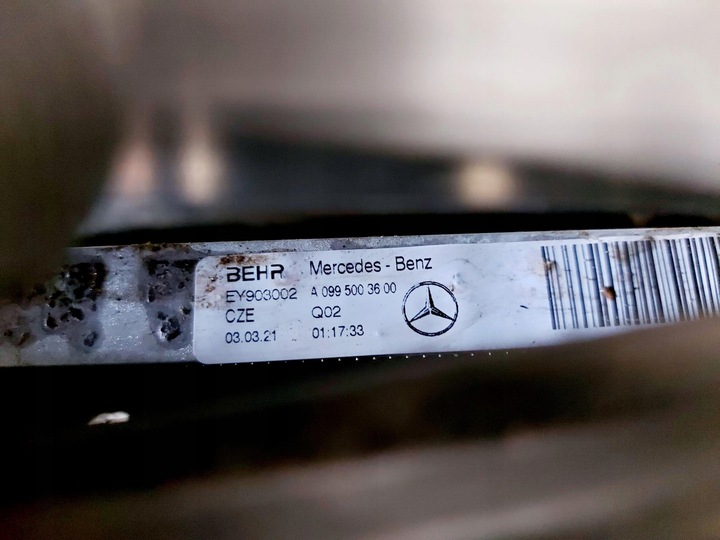 BEHR Mercedes - Benz
EY903002 A 099 500 36 00
CZE Q02
03.03.21 01:17:33